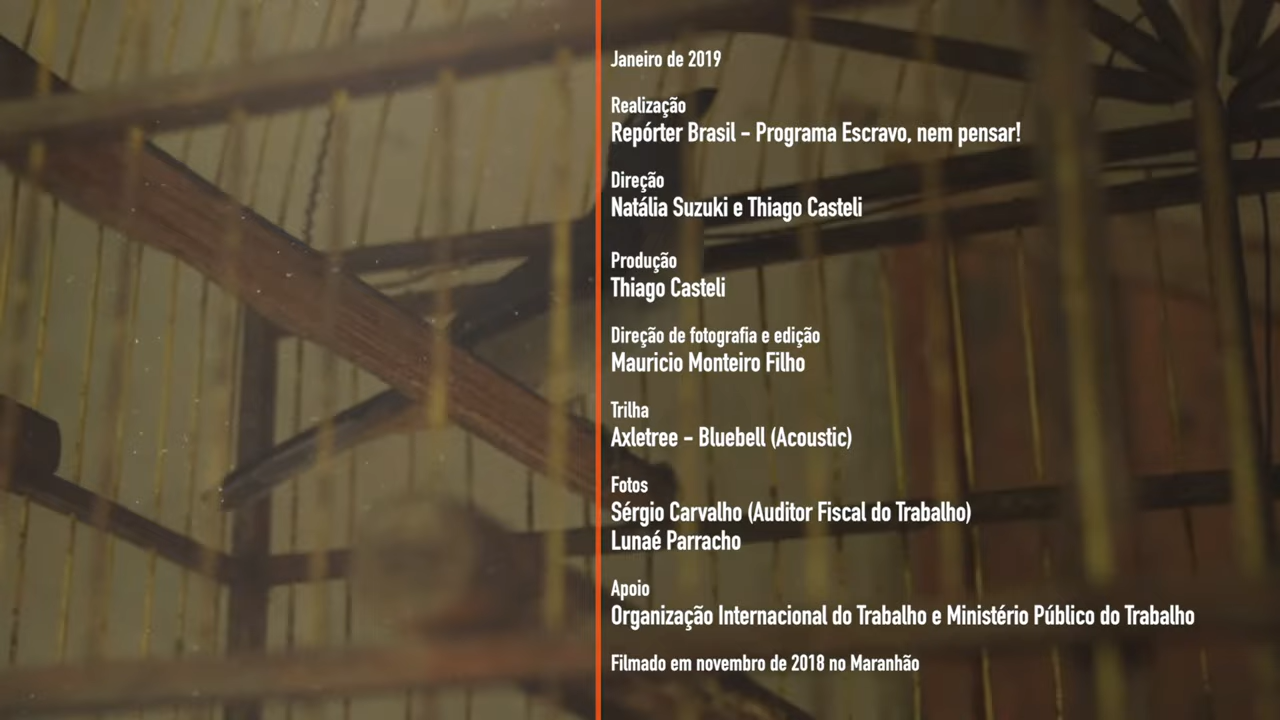 Janeiro de 2019
Realização
Repórter Brasil - Programa Escravo, nem pensar!
Direção
Natália Suzuki e Thiago Casteli
Produção
Thiago Casteli
Direção de fotografia e edição
Mauricio Monteiro Filho
Trilha
Axletree - Bluebell (Acoustic)
Fotos
Sérgio Carvalho (Auditor Fiscal do Trabalho)
Lunaé Parracho
Apoio
Organização Internacional do Trabalho e Ministério Público do Trabalho
Filmado em novembro de 2018 no Maranhão